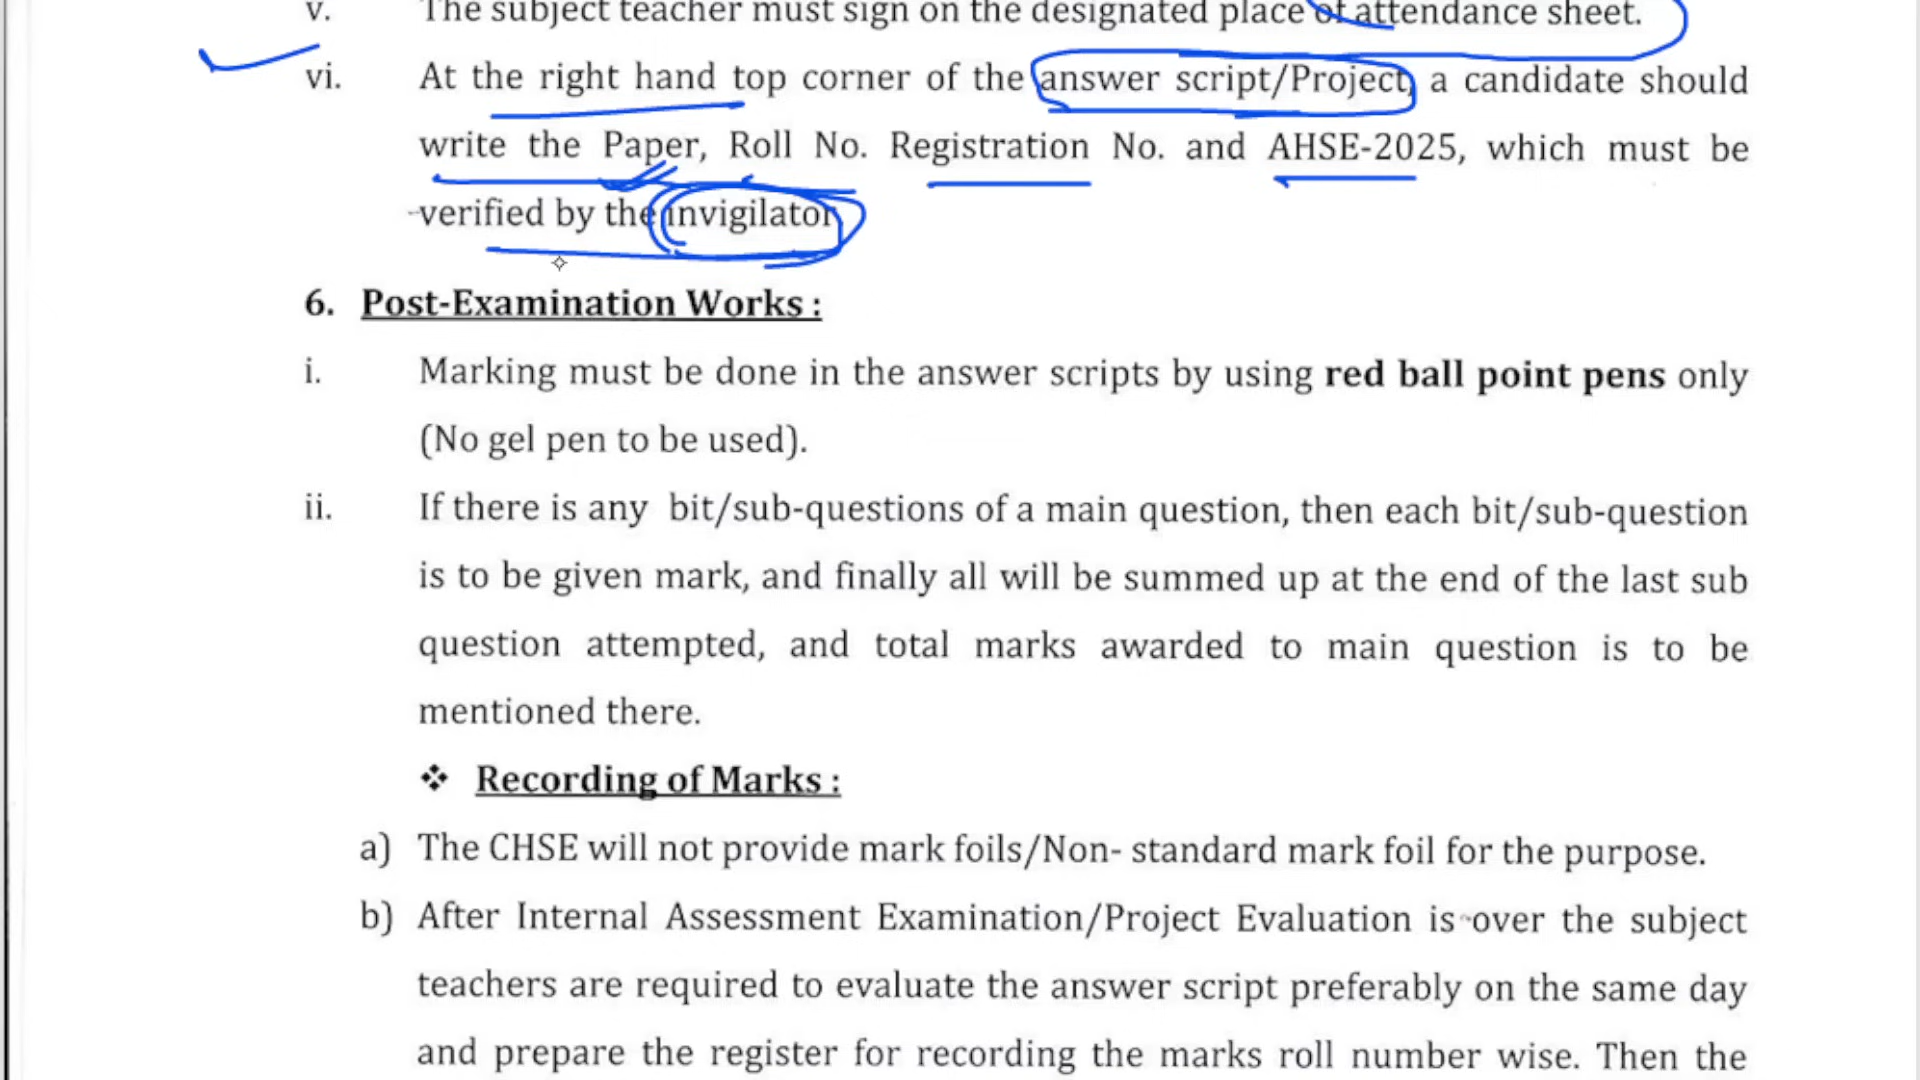 v. The subject teacher must sign on the designated place of attendance sheet.
vi. At the right hand top corner of the answer script/Project, a candidate should
write the Paper, Roll No. Registration No. and AHSE-2025, which must be
verified by the invigilator
6. Post-Examination Works :
i. Marking must be done in the answer scripts by using red ball point pens only
(No gel pen to be used).
ii. If there is any bit/sub-questions of a main question, then each bit/sub-question
is to be given mark, and finally all will be summed up at the end of the last sub
question attempted, and total marks awarded to main question is to be
mentioned there.
❖ Recording of Marks :
a) The CHSE will not provide mark foils/Non- standard mark foil for the purpose.
b) After Internal Assessment Examination/Project Evaluation is over the subject
teachers are required to evaluate the answer script preferably on the same day
and prepare the register for recording the marks roll number wise. Then the